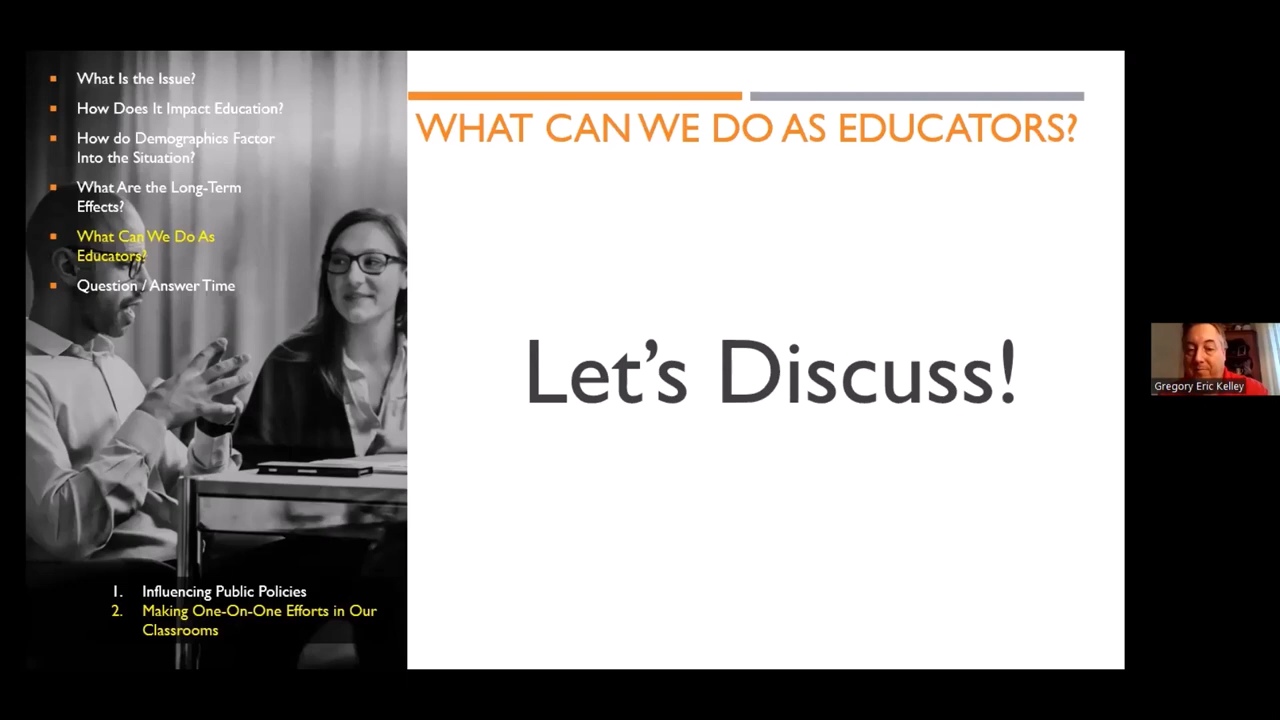 What Is the Issue?
How Does It Impact Education?
How do Demographics Factor
Into the Situation?
What Are the Long-Term
Effects?
What Can We Do As
Educators?
Question / Answer Time
1. Influencing Public Policies
2. Making One-On-One Efforts in Our
Classrooms
WHAT CAN WE DO AS EDUCATORS?
Let’s Discuss!
Gregory Eric Kelley